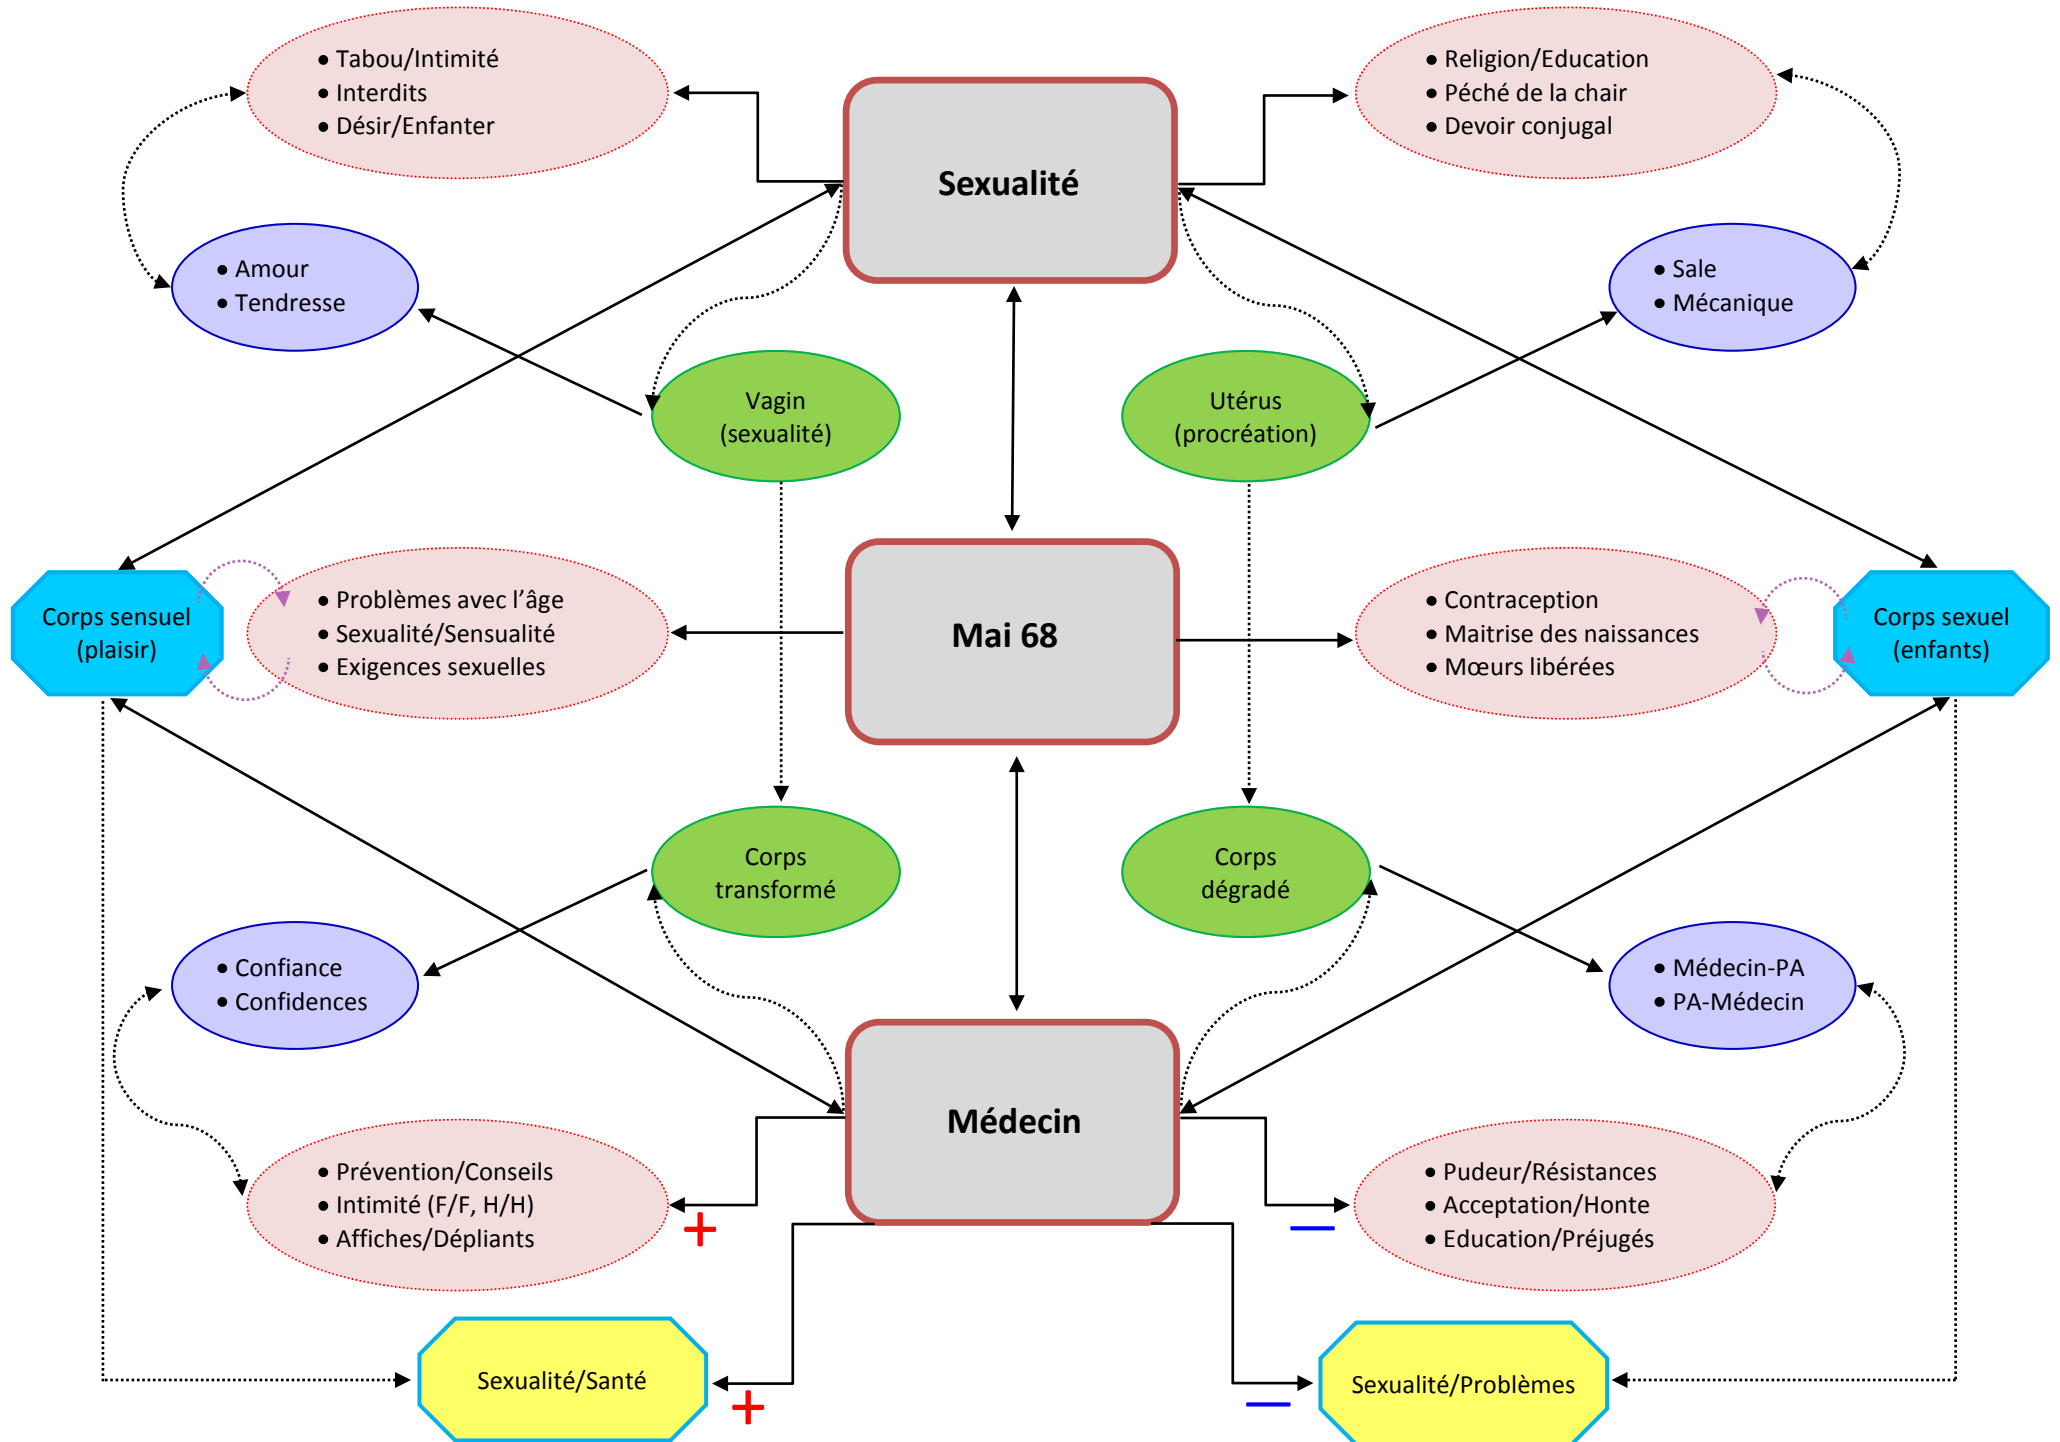 • Tabou/Intimité
• Interdits
• Désir/Enfanter
Sexualité
• Religion/Education
• Péché de la chair
• Devoir conjugal
• Amour
• Tendresse
• Sale
• Mécanique
Vagin
(sexualité)
Utérus
(procréation)
Corps sensuel
(plaisir)
• Problèmes avec l’âge
• Sexualité/Sensualité
• Exigences sexuelles
Mai 68
• Contraception
• Maitrise des naissances
• Mœurs libérées
Corps sexuel
(enfants)
Corps
transformé
Corps
dégradé
• Confiance
• Confidences
• Médecin-PA
• PA-Médecin
Médecin
• Prévention/Conseils
• Intimité (F/F, H/H)
• Affiches/Dépliants
+
—
• Pudeur/Résistances
• Acceptation/Honte
• Education/Préjugés
Sexualité/Santé
+
—
Sexualité/Problèmes